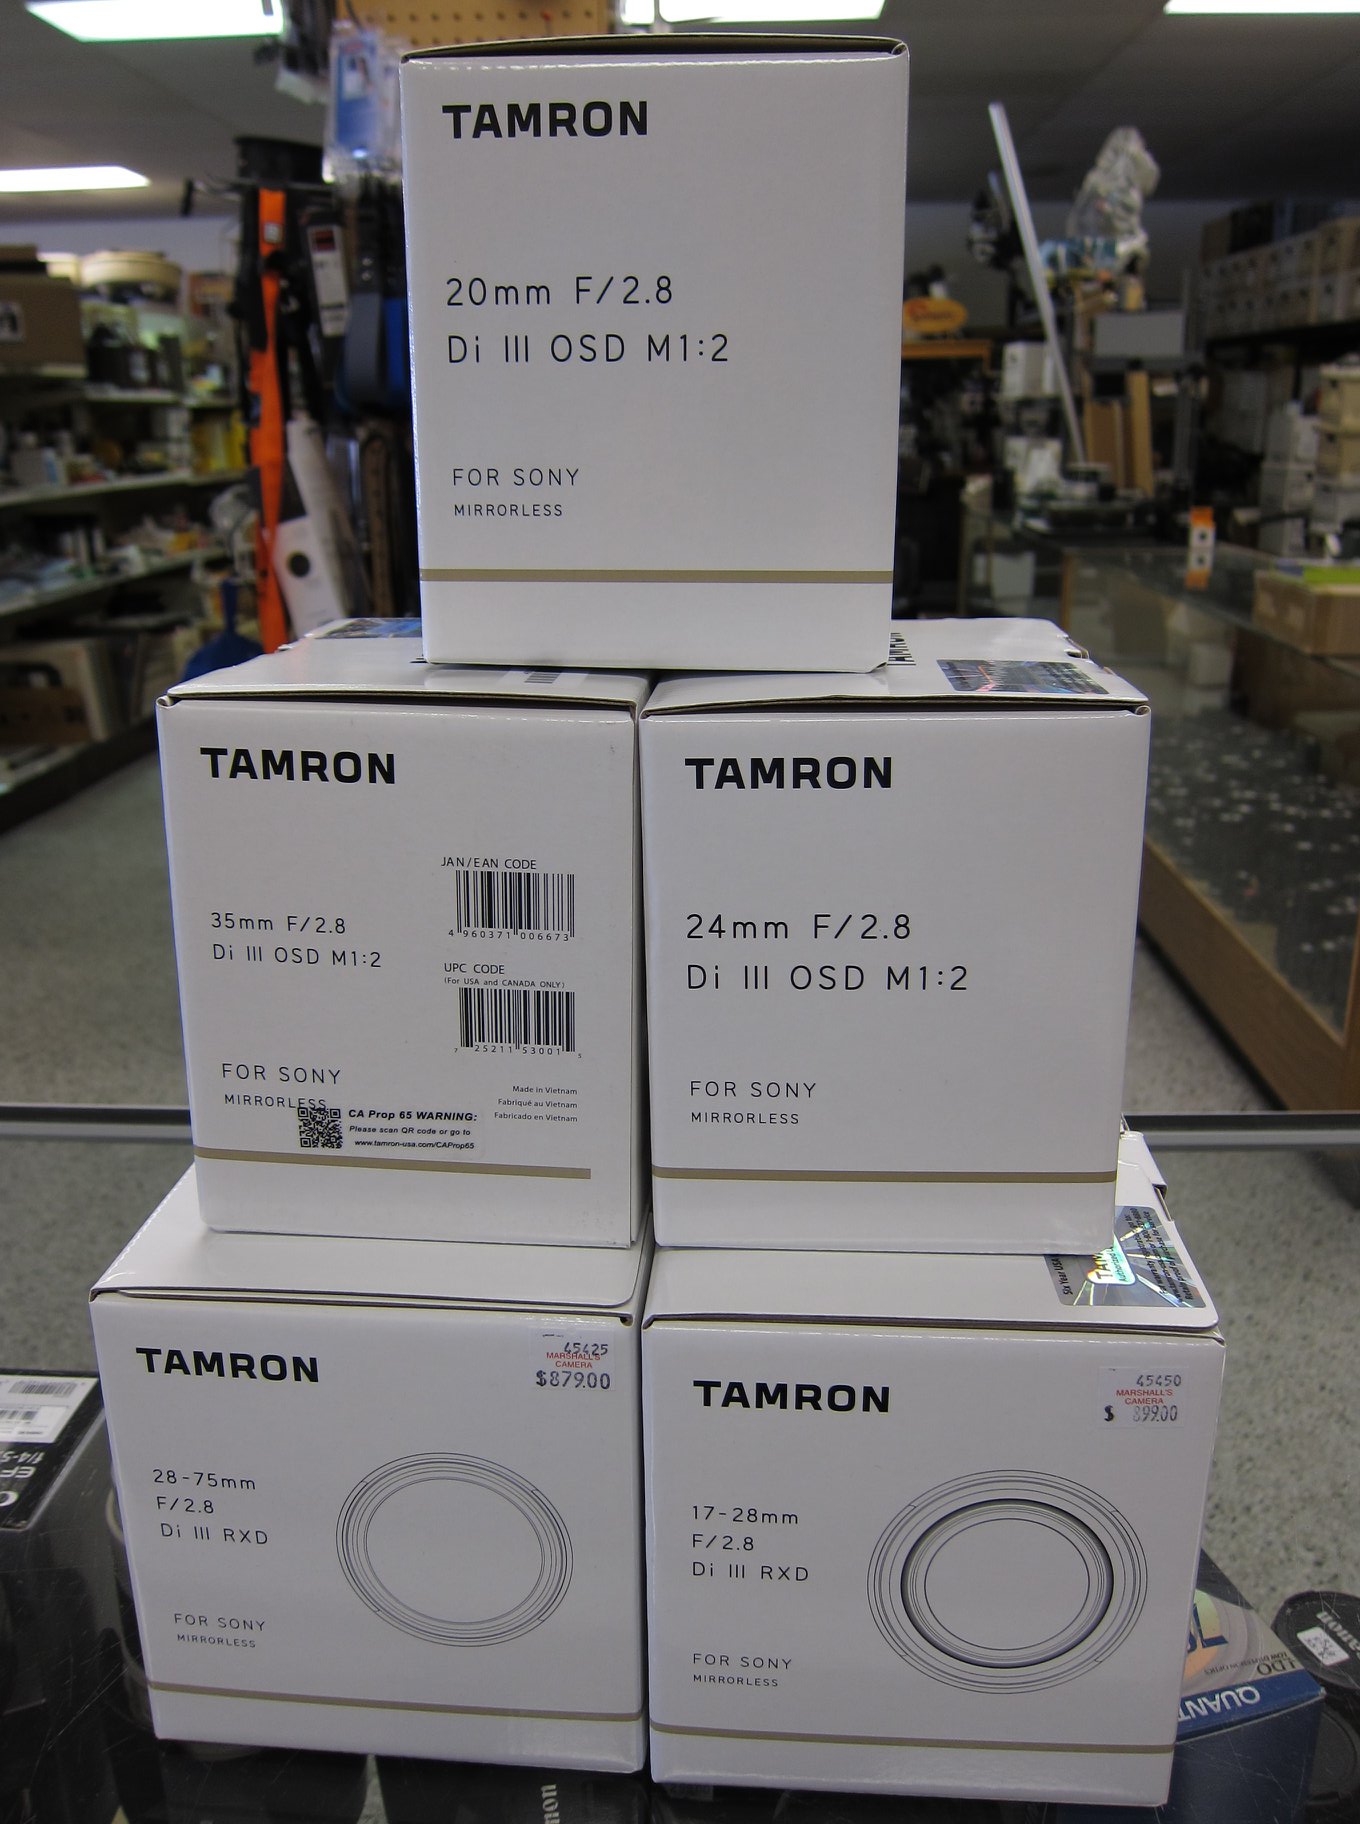 TAMRON
20mm F/2.8
Di III OSD M1:2
FOR SONY
MIRRORLESS
TAMRON
JAN/EAN CODE
4 960371 006673
35mm F/2.8
Di III OSD M1:2
UPC CODE
(For USA and CANADA ONLY)
7 25211 53001 5
FOR SONY
MIRRORLESS
Made in Vietnam
Fabriqué au Vietnam
Fabricado en Vietnam
CA Prop 65 WARNING:
Please scan QR code or go to
www.tamron-usa.com/CAProp65
TAMRON
24mm F/2.8
Di III OSD M1:2
FOR SONY
MIRRORLESS
TAMRON
45425
MARSHALL'S
CAMERA
$879.00
28-75mm
F/2.8
Di III RXD
FOR SONY
MIRRORLESS
TAMRON
45450
MARSHALL'S
CAMERA
$ 899.00
17-28mm
F/2.8
Di III RXD
FOR SONY
MIRRORLESS
QUANT